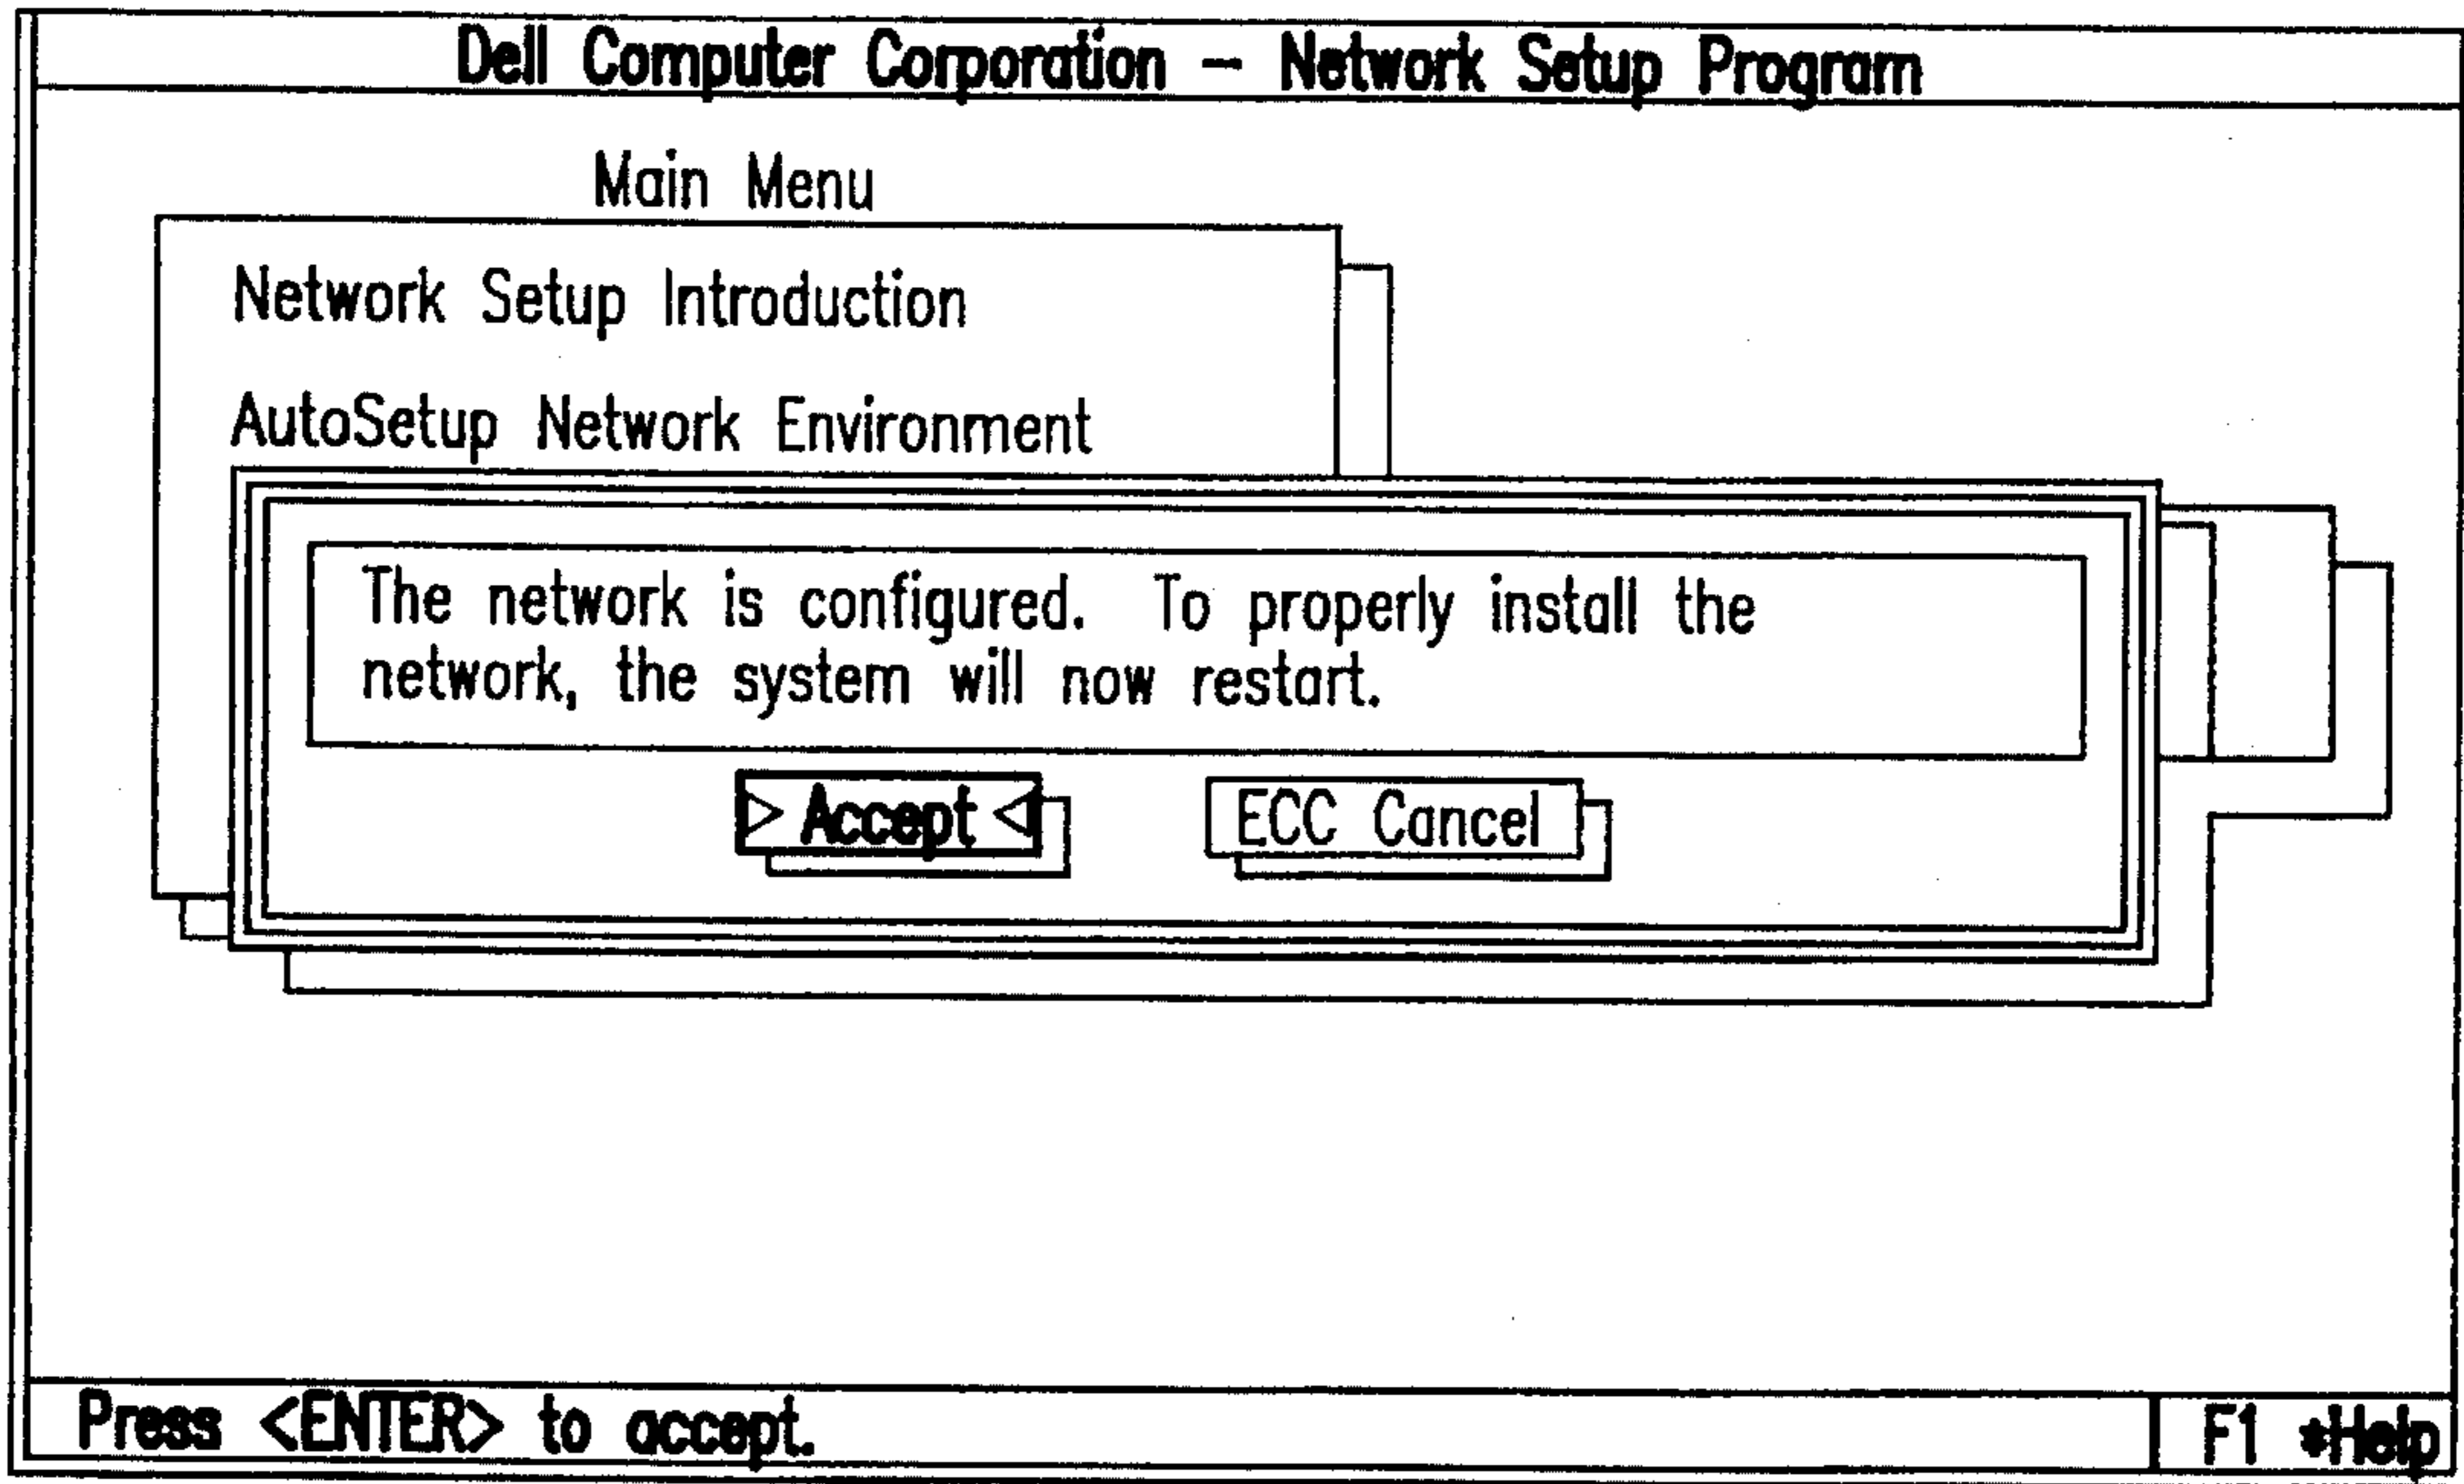 Dell Computer Corporation - Network Setup Program
Main Menu
Network Setup Introduction
AutoSetup Network Environment
The network is configured. To properly install the
network, the system will now restart.
> Accept <
ECC Cancel
Press <ENTER> to accept.
F1 *Help